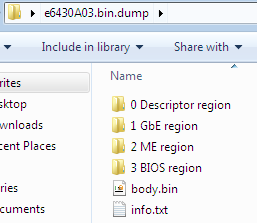 e6430A03.bin.dump
Include in library
Share with
rites
sktop
wnloads
cent Places
Name
0 Descriptor region
1 GbE region
2 ME region
3 BIOS region
aries
body.bin
cuments
info.txt